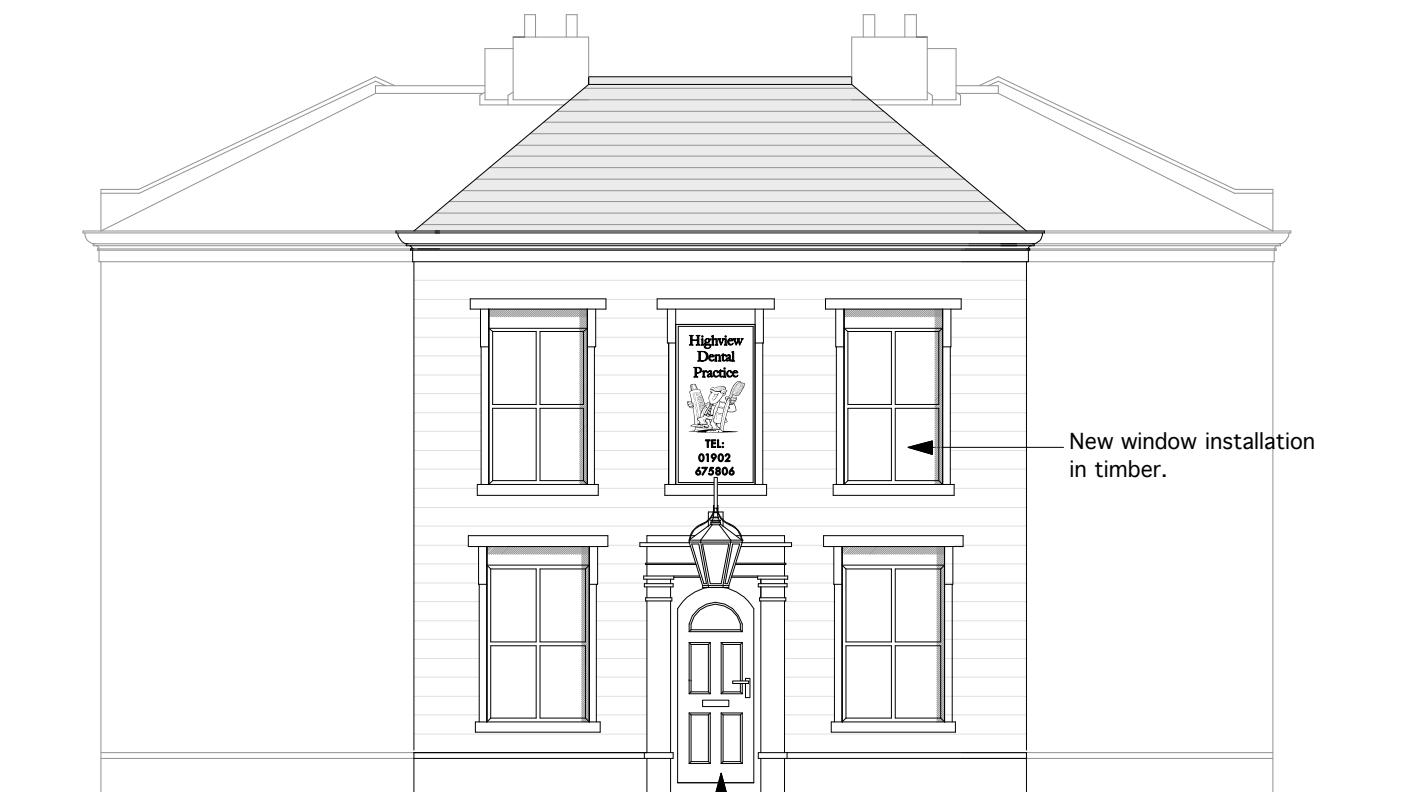 Highview
Dental
Practice
TEL:
01902
675806
New window installation
in timber.